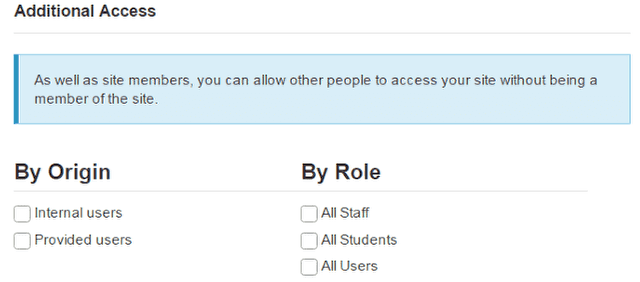 Additional Access
As well as site members, you can allow other people to access your site without being a
member of the site.
By Origin
Internal users
Provided users
By Role
All Staff
All Students
All Users